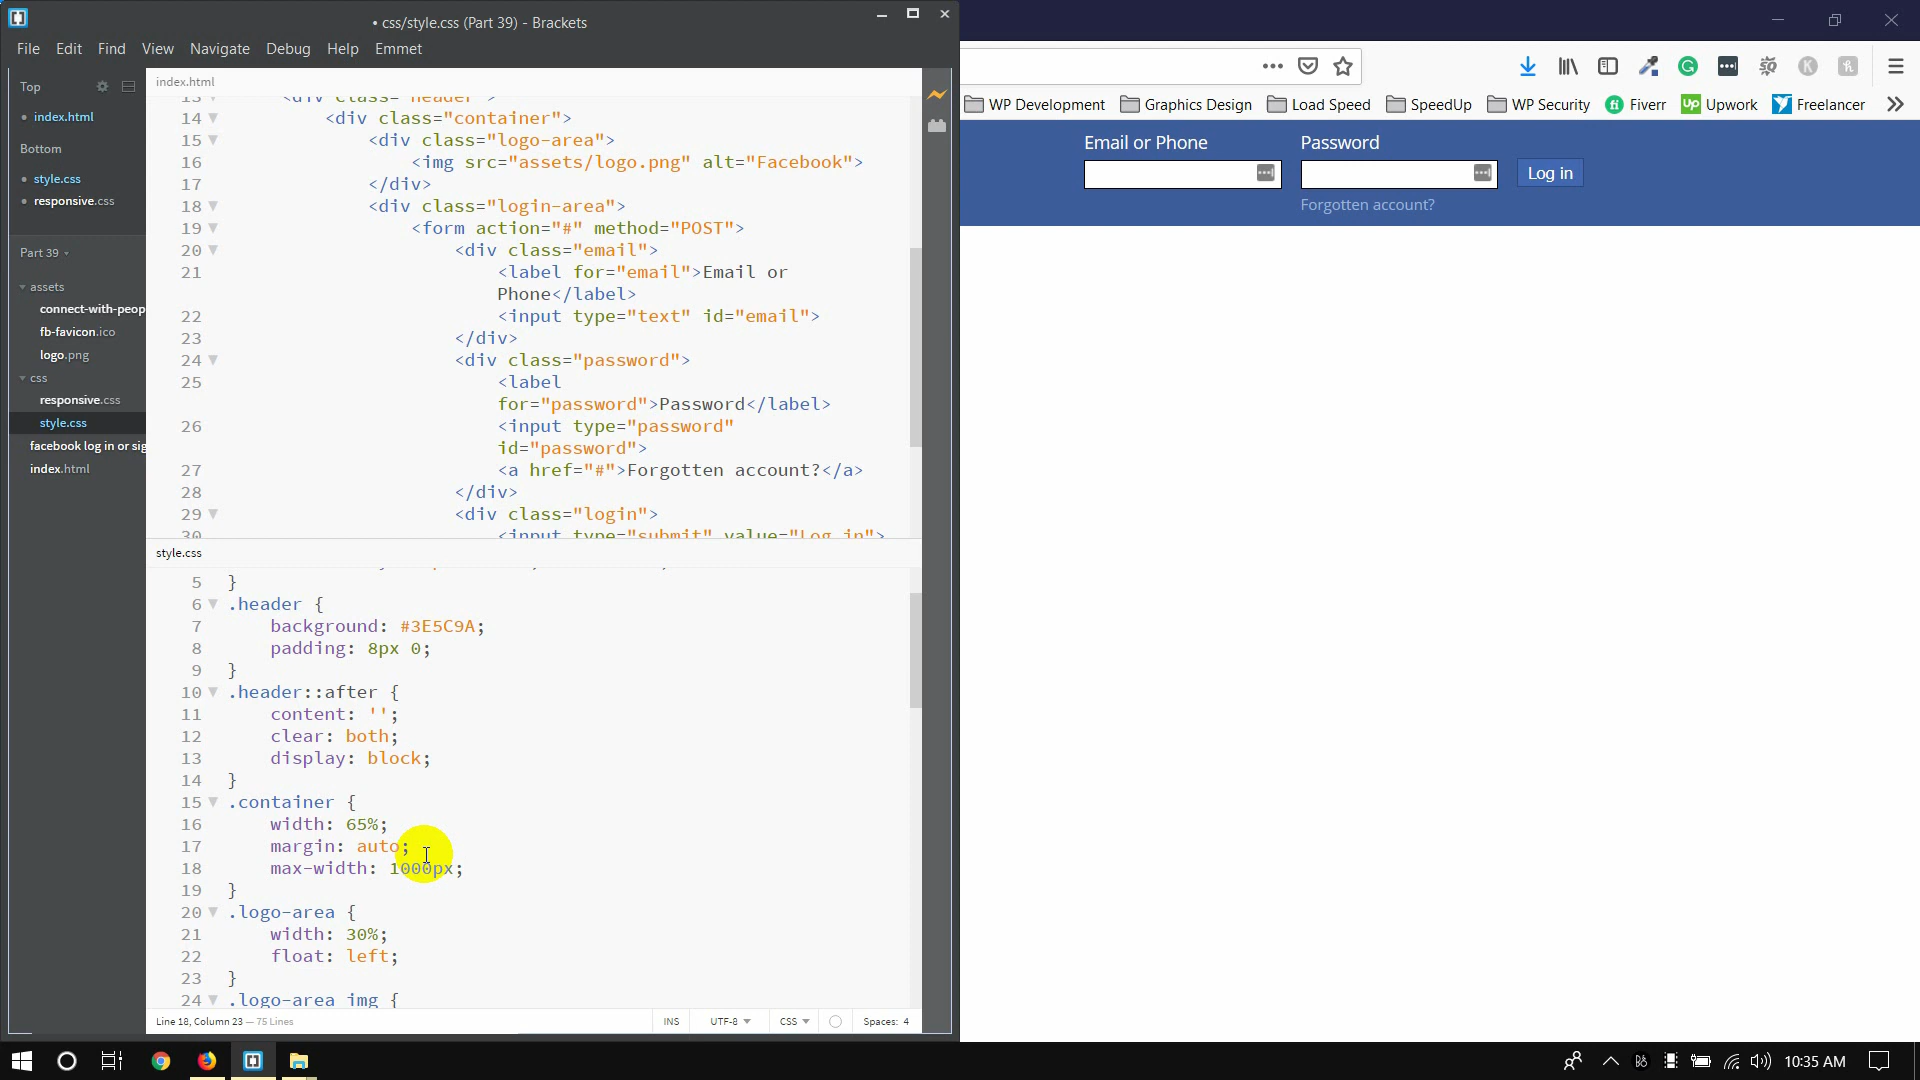 • css/style.css (Part 39) - Brackets
File Edit Find View Navigate Debug Help Emmet
Top
index.html
Bottom
style.css
responsive.css
Part 39
assets
connect-with-peop
fb-favicon.ico
logo.png
css
responsive.css
style.css
facebook log in or sig
index.html
index.html
13 <div class="header">
14 <div class="container">
15 <div class="logo-area">
16 <img src="assets/logo.png" alt="Facebook">
17 </div>
18 <div class="login-area">
19 <form action="#" method="POST">
20 <div class="email">
21 <label for="email">Email or
Phone</label>
22 <input type="text" id="email">
23 </div>
24 <div class="password">
25 <label
for="password">Password</label>
26 <input type="password"
id="password">
27 <a href="#">Forgotten account?</a>
28 </div>
29 <div class="login">
30 <input type="submit" value="Log in">
style.css
5 }
6 .header {
7 background: #3E5C9A;
8 padding: 8px 0;
9 }
10 .header::after {
11 content: '';
12 clear: both;
13 display: block;
14 }
15 .container {
16 width: 65%;
17 margin: auto;
18 max-width: 1000px;
19 }
20 .logo-area {
21 width: 30%;
22 float: left;
23 }
24 .logo-area img {
Line 18, Column 23 — 75 Lines
INS UTF-8 CSS Spaces: 4
WP Development Graphics Design Load Speed SpeedUp WP Security Fiverr Upwork Freelancer
Email or Phone Password
Log in
Forgotten account?
10:35 AM